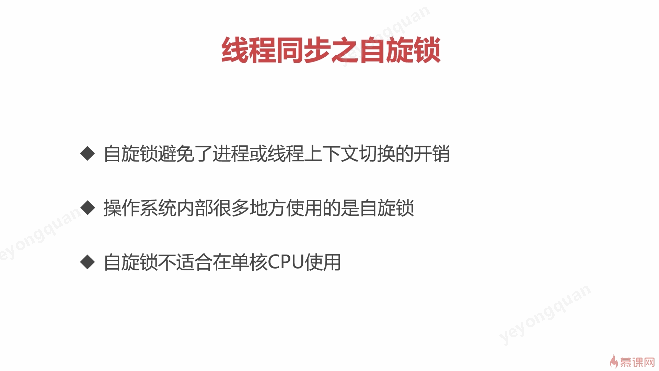 线程同步之自旋锁
◆ 自旋锁避免了进程或线程上下文切换的开销
◆ 操作系统内部很多地方使用的是自旋锁
◆ 自旋锁不适合在单核CPU使用
yeyongquan
yeyongquan
yeyongquan
慕课网